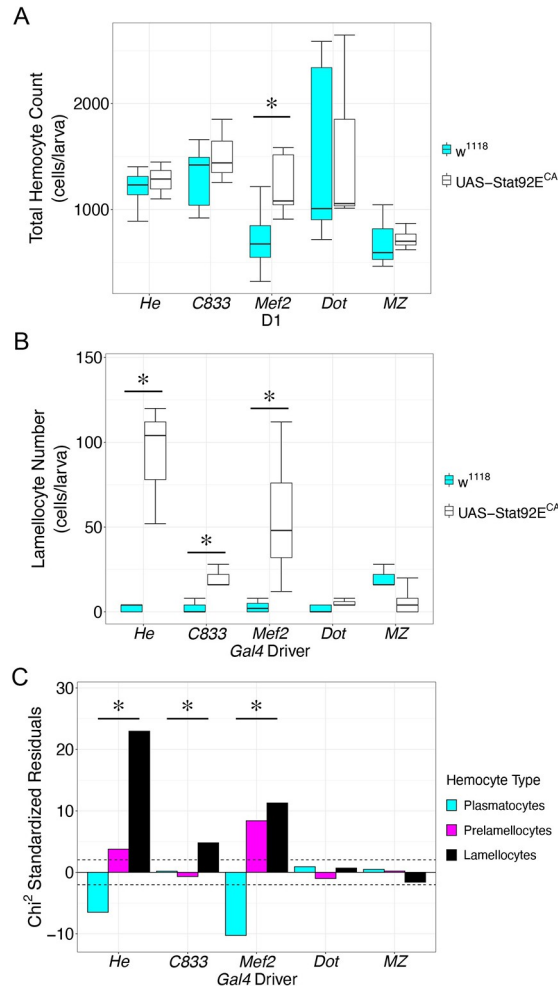 A
Total Hemocyte Count
(cells/larva)
2000
1000
*
He C833 Mef2 Dot MZ
D1
w1118
UAS−Stat92ECA
B
Lamellocyte Number
(cells/larva)
150
100
50
0
* * *
He C833 Mef2 Dot MZ
Gal4 Driver
w1118
UAS−Stat92ECA
C
Chi2 Standardized Residuals
30
20
10
0
−10
* * *
He C833 Mef2 Dot MZ
Gal4 Driver
Hemocyte Type
Plasmatocytes
Prelamellocytes
Lamellocytes